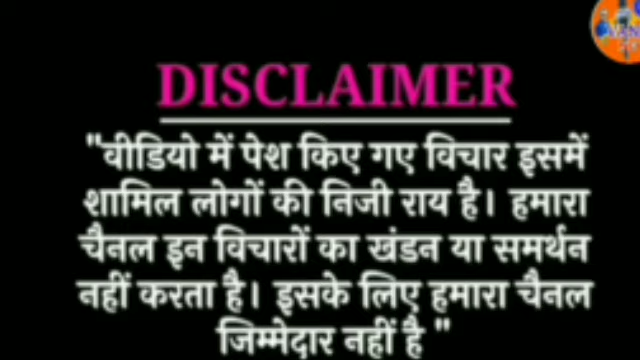 DISCLAIMER
"वीडियो में पेश किए गए विचार इसमें
शामिल लोगों की निजी राय है। हमारा
चैनल इन विचारों का खंडन या समर्थन
नहीं करता है। इसके लिए हमारा चैनल
जिम्मेदार नहीं है "